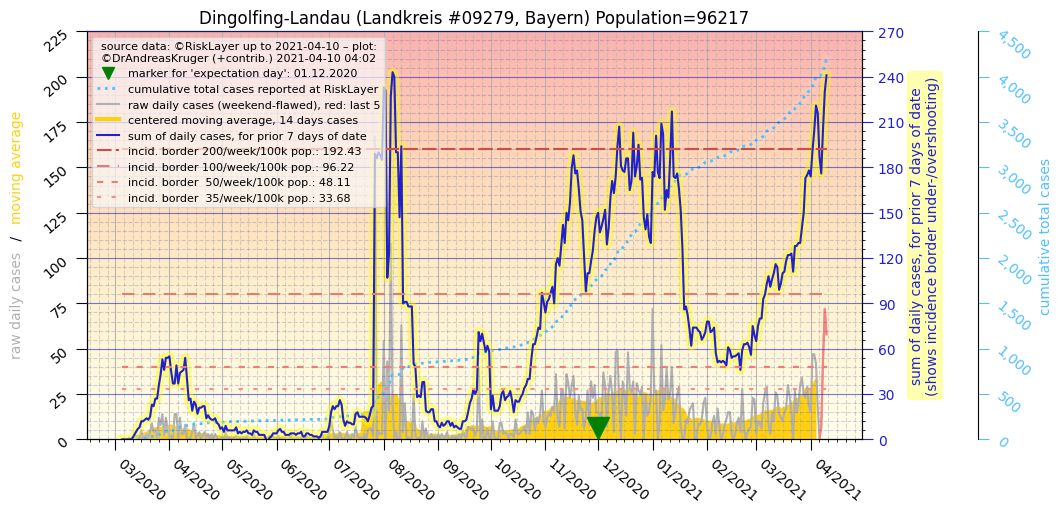 Dingolfing-Landau (Landkreis #09279, Bayern) Population=96217
source data: ©RiskLayer up to 2021-04-10 – plot:
©DrAndreasKruger (+contrib.) 2021-04-10 04:02
marker for 'expectation day': 01.12.2020
cumulative total cases reported at RiskLayer
raw daily cases (weekend-flawed), red: last 5
centered moving average, 14 days cases
sum of daily cases, for prior 7 days of date
incid. border 200/week/100k pop.: 192.43
incid. border 100/week/100k pop.: 96.22
incid. border  50/week/100k pop.: 48.11
incid. border  35/week/100k pop.: 33.68
raw daily cases / moving average
225
200
175
150
125
100
75
50
25
0
03/2020
04/2020
05/2020
06/2020
07/2020
08/2020
09/2020
10/2020
11/2020
12/2020
01/2021
02/2021
03/2021
04/2021
270
240
210
180
150
120
90
60
30
0
sum of daily cases, for prior 7 days of date
(shows incidence border under-/overshooting)
4,500
4,000
3,500
3,000
2,500
2,000
1,500
1,000
500
0
cumulative total cases